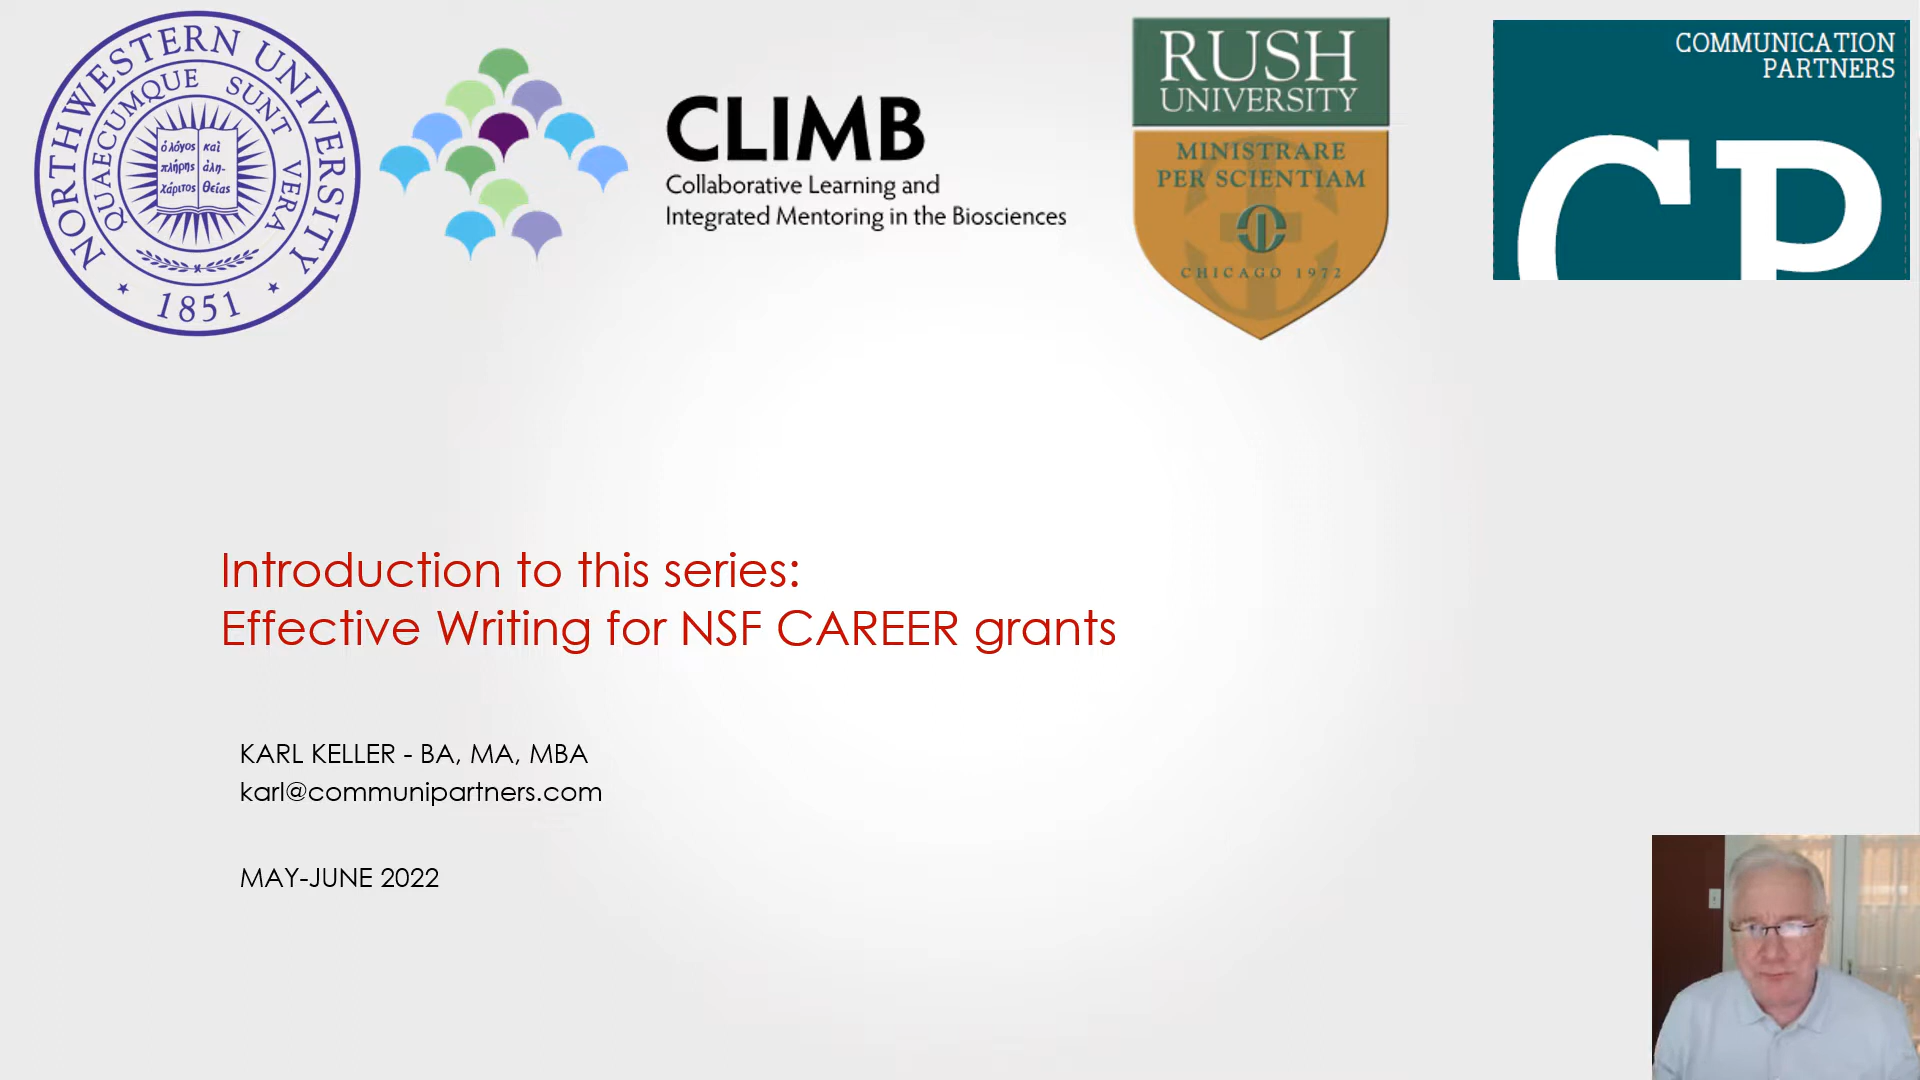 NORTHWESTERN UNIVERSITY
QUAECUMQUE SUNT VERA
ὁ λόγος καὶ
πλήρης ἀλη-
χάριτος θείας
1851
CLIMB
Collaborative Learning and
Integrated Mentoring in the Biosciences
RUSH
UNIVERSITY
MINISTRARE
PER SCIENTIAM
CHICAGO 1972
COMMUNICATION
PARTNERS
CP
Introduction to this series:
Effective Writing for NSF CAREER grants
KARL KELLER - BA, MA, MBA
karl@communipartners.com
MAY-JUNE 2022